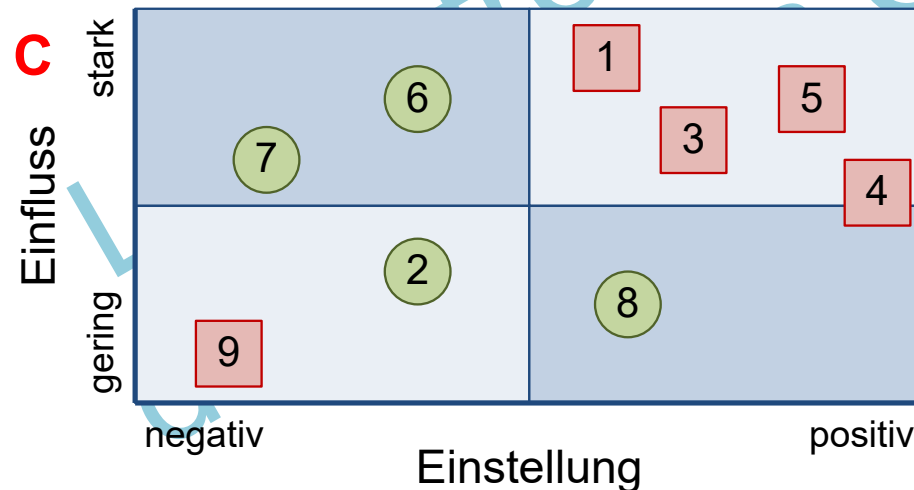 C
stark
Einfluss
gering
1
6
5
3
7
4
2
8
9
negativ
positiv
Einstellung